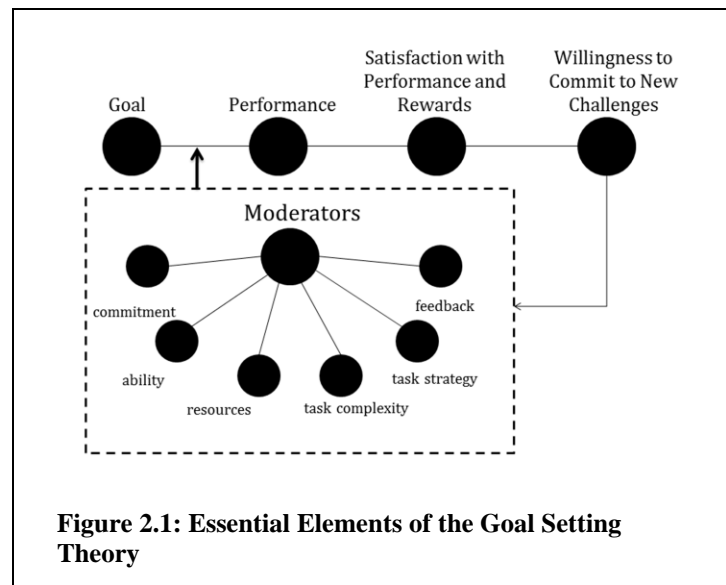 Goal
Performance
Satisfaction with
Performance and
Rewards
Willingness to
Commit to New
Challenges
Moderators
commitment
feedback
ability
task strategy
resources
task complexity
Figure 2.1: Essential Elements of the Goal Setting
Theory